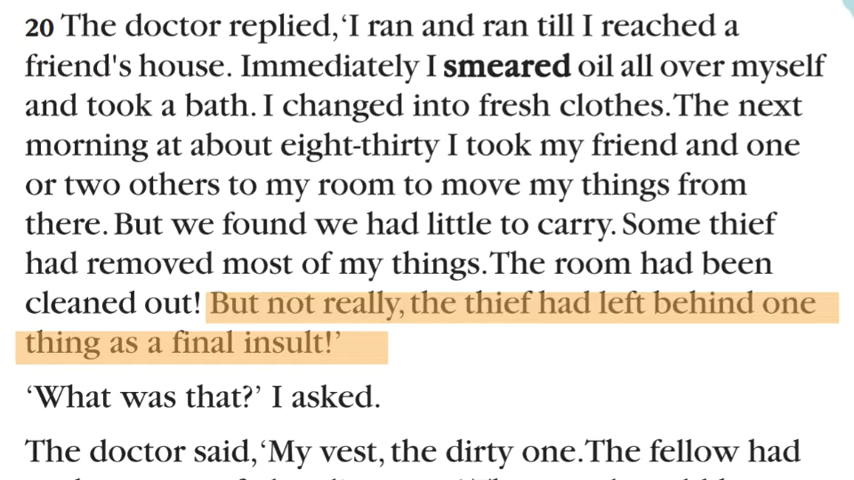 20 The doctor replied,‘I ran and ran till I reached a
friend's house. Immediately I smeared oil all over myself
and took a bath. I changed into fresh clothes.The next
morning at about eight-thirty I took my friend and one
or two others to my room to move my things from
there. But we found we had little to carry. Some thief
had removed most of my things.The room had been
cleaned out! But not really, the thief had left behind one
thing as a final insult!’
‘What was that?’ I asked.
The doctor said,‘My vest, the dirty one.The fellow had